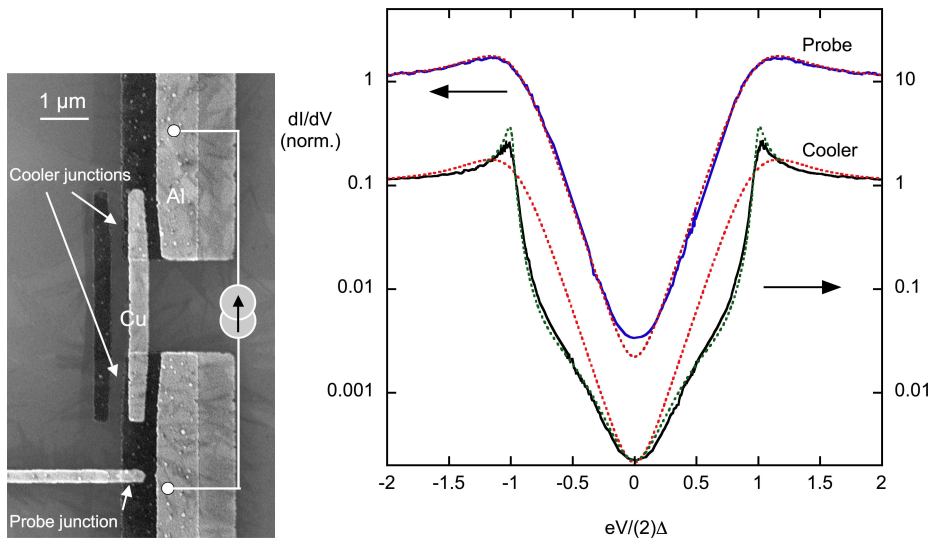 1 μm
Cooler junctions
Al
Cu
Probe junction
dI/dV
(norm.)
1
0.1
0.01
0.001
10
1
0.1
0.01
Probe
Cooler
-2
-1.5
-1
-0.5
0
0.5
1
1.5
2
eV/(2)Δ